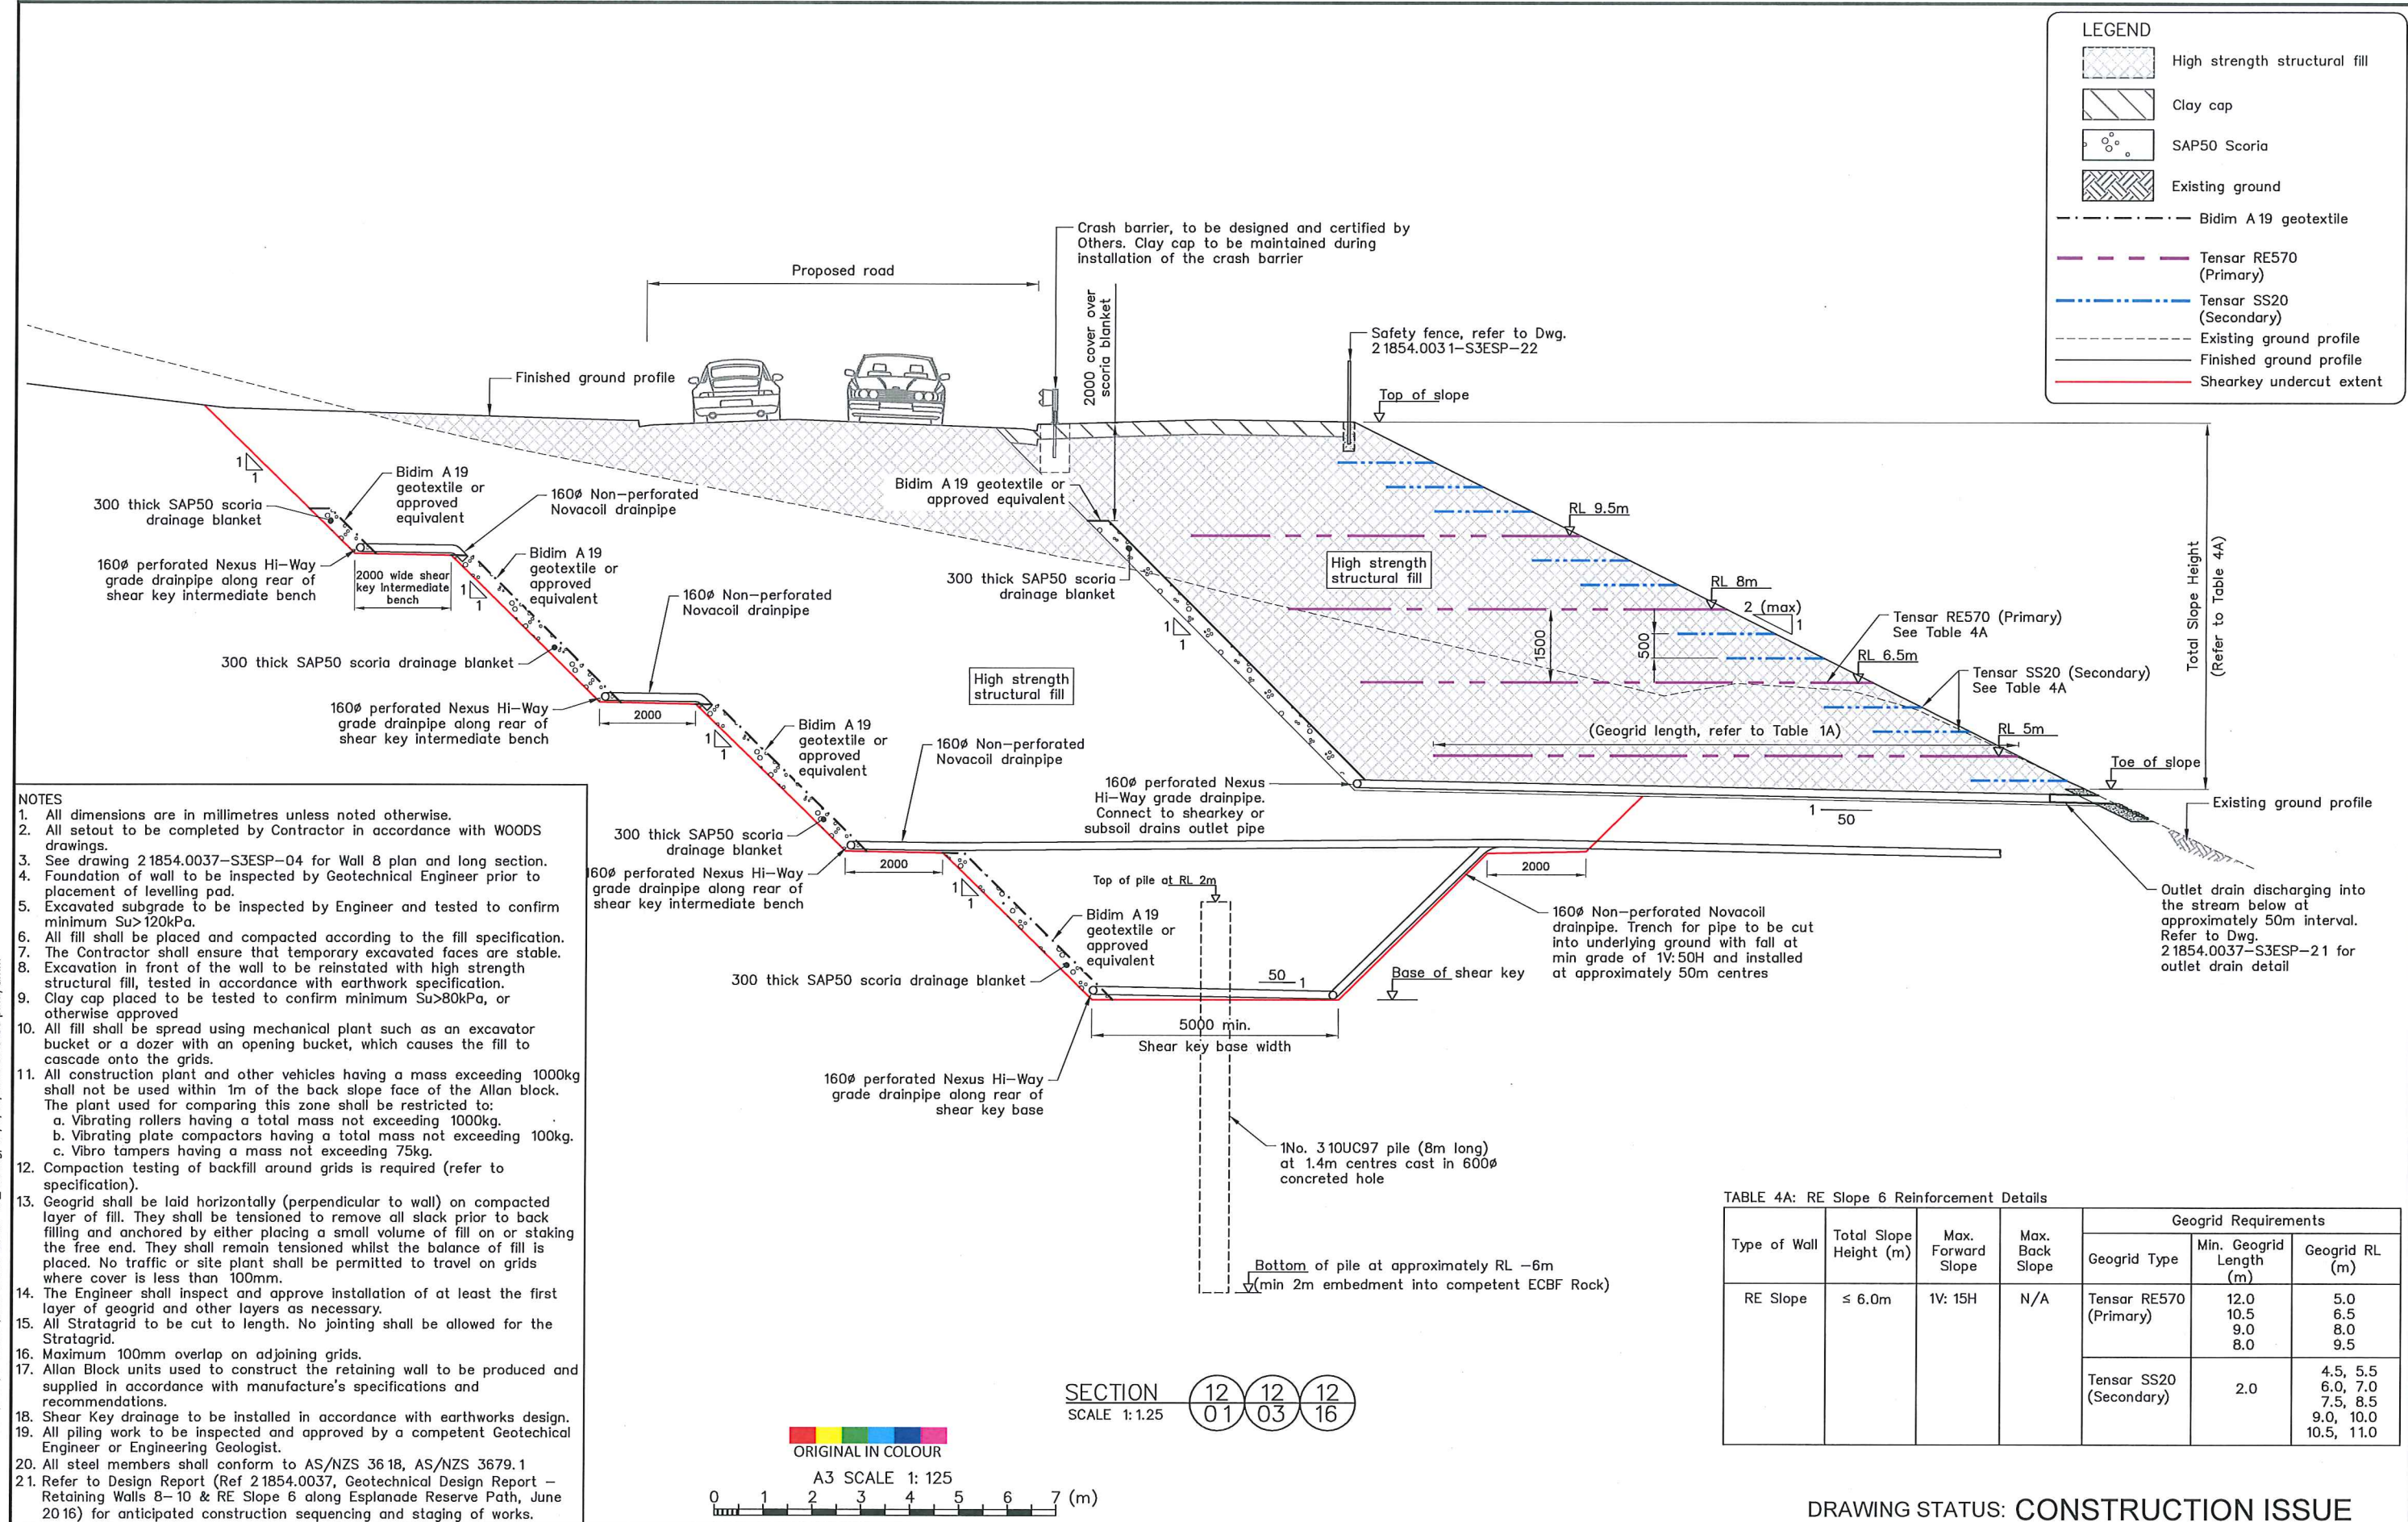 LEGEND
High strength structural fill
Clay cap
SAP50 Scoria
Existing ground
Bidim A19 geotextile
Tensar RE570
(Primary)
Tensar SS20
(Secondary)
Existing ground profile
Finished ground profile
Shearkey undercut extent
Crash barrier, to be designed and certified by
Others. Clay cap to be maintained during
installation of the crash barrier
Proposed road
2000 cover over
scoria blanket
Safety fence, refer to Dwg.
21854.0031-S3ESP-22
Finished ground profile
Top of slope
1
1
Bidim A19
geotextile or
approved
equivalent
300 thick SAP50 scoria
drainage blanket
160ø Non-perforated
Novacoil drainpipe
Bidim A19 geotextile or
approved equivalent
RL 9.5m
160ø perforated Nexus Hi-Way
grade drainpipe along rear of
shear key intermediate bench
2000 wide shear
key intermediate
bench
1
1
Bidim A19
geotextile or
approved
equivalent
300 thick SAP50 scoria
drainage blanket
High strength
structural fill
RL 8m
2 (max)
1
Total Slope Height
(Refer to Table 4A)
160ø Non-perforated
Novacoil drainpipe
1
1
1500
500
Tensar RE570 (Primary)
See Table 4A
RL 6.5m
300 thick SAP50 scoria drainage blanket
High strength
structural fill
Tensar SS20 (Secondary)
See Table 4A
160ø perforated Nexus Hi-Way
grade drainpipe along rear of
shear key intermediate bench
2000
1
1
Bidim A19
geotextile or
approved
equivalent
160ø Non-perforated
Novacoil drainpipe
(Geogrid length, refer to Table 1A)
RL 5m
160ø perforated Nexus
Hi-Way grade drainpipe.
Connect to shearkey or
subsoil drains outlet pipe
Toe of slope
Existing ground profile
1
50
300 thick SAP50 scoria
drainage blanket
160ø perforated Nexus Hi-Way
grade drainpipe along rear of
shear key intermediate bench
2000
1
1
Top of pile at RL 2m
2000
Bidim A19
geotextile or
approved
equivalent
160ø Non-perforated Novacoil
drainpipe. Trench for pipe to be cut
into underlying ground with fall at
min grade of 1V:50H and installed
at approximately 50m centres
Outlet drain discharging into
the stream below at
approximately 50m interval.
Refer to Dwg.
21854.0037-S3ESP-21 for
outlet drain detail
300 thick SAP50 scoria drainage blanket
50
1
Base of shear key
5000 min.
Shear key base width
160ø perforated Nexus Hi-Way
grade drainpipe along rear of
shear key base
1No. 310UC97 pile (8m long)
at 1.4m centres cast in 600ø
concreted hole
Bottom of pile at approximately RL -6m
(min 2m embedment into competent ECBF Rock)
NOTES
1. All dimensions are in millimetres unless noted otherwise.
2. All setout to be completed by Contractor in accordance with WOODS
drawings.
3. See drawing 21854.0037-S3ESP-04 for Wall 8 plan and long section.
4. Foundation of wall to be inspected by Geotechnical Engineer prior to
placement of levelling pad.
5. Excavated subgrade to be inspected by Engineer and tested to confirm
minimum Su>120kPa.
6. All fill shall be placed and compacted according to the fill specification.
7. The Contractor shall ensure that temporary excavated faces are stable.
8. Excavation in front of the wall to be reinstated with high strength
structural fill, tested in accordance with earthwork specification.
9. Clay cap placed to be tested to confirm minimum Su>80kPa, or
otherwise approved
10. All fill shall be spread using mechanical plant such as an excavator
bucket or a dozer with an opening bucket, which causes the fill to
cascade onto the grids.
11. All construction plant and other vehicles having a mass exceeding 1000kg
shall not be used within 1m of the back slope face of the Allan block.
The plant used for comparing this zone shall be restricted to:
a. Vibrating rollers having a total mass not exceeding 1000kg.
b. Vibrating plate compactors having a total mass not exceeding 100kg.
c. Vibro tampers having a mass not exceeding 75kg.
12. Compaction testing of backfill around grids is required (refer to
specification).
13. Geogrid shall be laid horizontally (perpendicular to wall) on compacted
layer of fill. They shall be tensioned to remove all slack prior to back
filling and anchored by either placing a small volume of fill on or staking
the free end. They shall remain tensioned whilst the balance of fill is
placed. No traffic or site plant shall be permitted to travel on grids
where cover is less than 100mm.
14. The Engineer shall inspect and approve installation of at least the first
layer of geogrid and other layers as necessary.
15. All Stratagrid to be cut to length. No jointing shall be allowed for the
Stratagrid.
16. Maximum 100mm overlap on adjoining grids.
17. Allan Block units used to construct the retaining wall to be produced and
supplied in accordance with manufacture's specifications and
recommendations.
18. Shear Key drainage to be installed in accordance with earthworks design.
19. All piling work to be inspected and approved by a competent Geotechical
Engineer or Engineering Geologist.
20. All steel members shall conform to AS/NZS 3618, AS/NZS 3679.1
21. Refer to Design Report (Ref 21854.0037, Geotechnical Design Report -
Retaining Walls 8-10 & RE Slope 6 along Esplanade Reserve Path, June
2016) for anticipated construction sequencing and staging of works.
SECTION 12 12 12
SCALE 1:1.25 01 03 16
ORIGINAL IN COLOUR
A3 SCALE 1: 125
0 1 2 3 4 5 6 7 (m)
TABLE 4A: RE Slope 6 Reinforcement Details
Type of Wall
Total Slope
Height (m)
Max.
Forward
Slope
Max.
Back
Slope
Geogrid Requirements
Geogrid Type
Min. Geogrid
Length
(m)
Geogrid RL
(m)
RE Slope ≤ 6.0m 1V: 15H N/A
Tensar RE570 12.0 5.0
(Primary) 10.5 6.5
9.0 8.0
8.0 9.5
Tensar SS20
(Secondary)
2.0
4.5, 5.5
6.0, 7.0
7.5, 8.5
9.0, 10.0
10.5, 11.0
DRAWING STATUS: CONSTRUCTION ISSUE